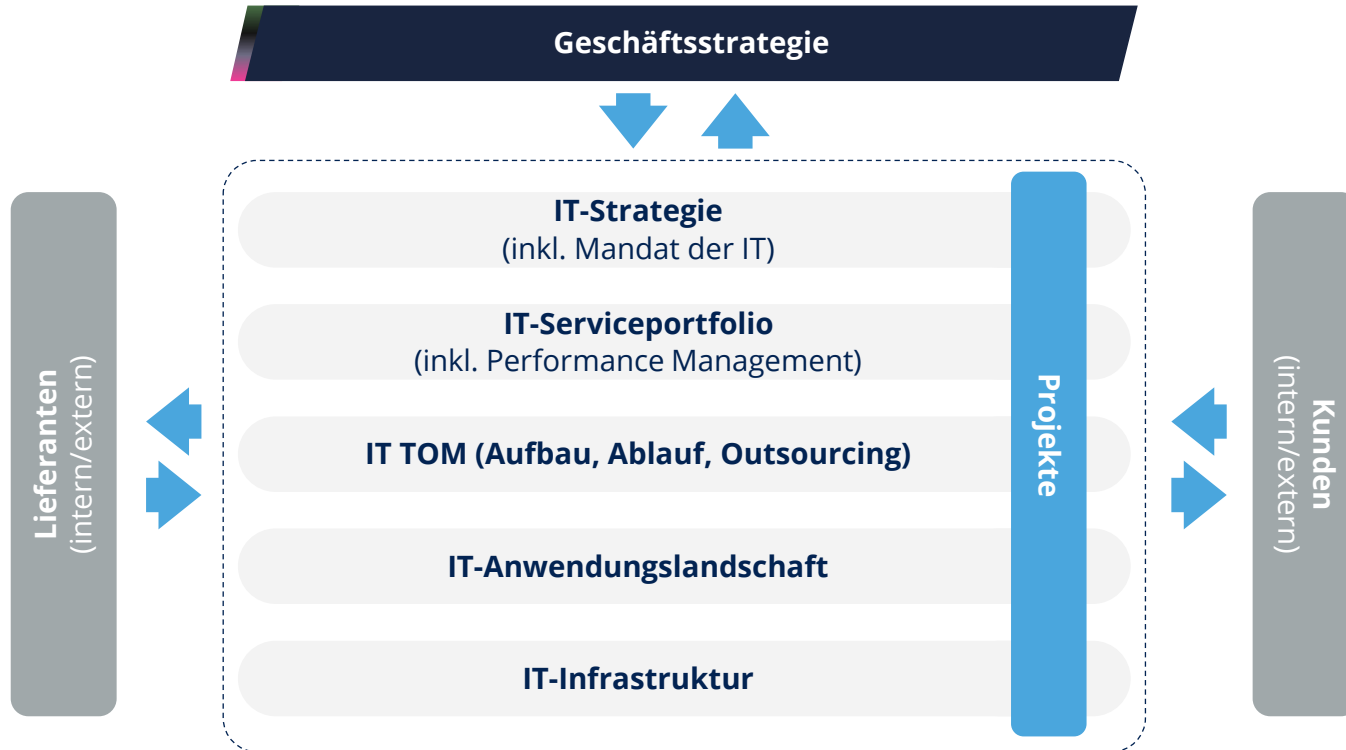 Geschäftsstrategie
Lieferanten
(intern/extern)
IT-Strategie
(inkl. Mandat der IT)
IT-Serviceportfolio
(inkl. Performance Management)
IT TOM (Aufbau, Ablauf, Outsourcing)
IT-Anwendungslandschaft
IT-Infrastruktur
Projekte
Kunden
(intern/extern)